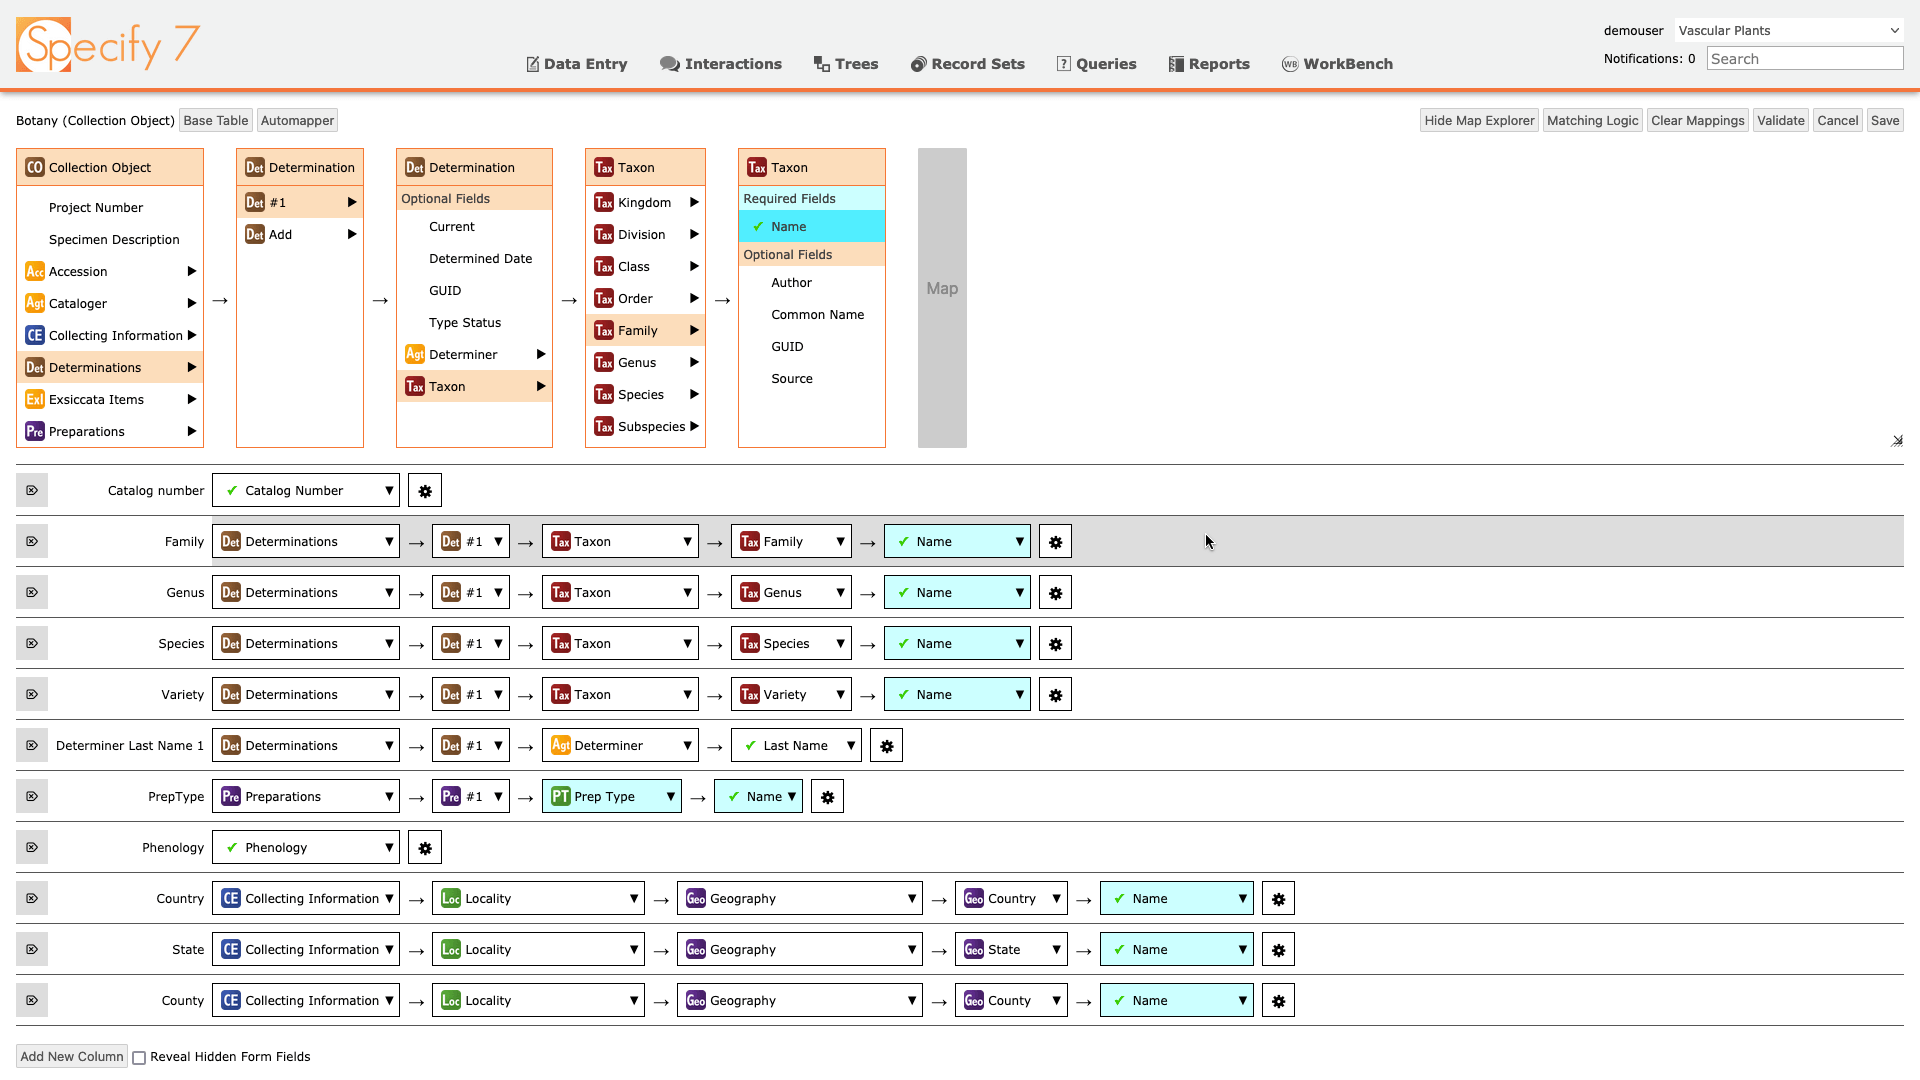 Specify 7
Data Entry Interactions Trees Record Sets Queries Reports WB WorkBench
demouser Vascular Plants
Notifications: 0 Search
Botany (Collection Object) Base Table Automapper
Hide Map Explorer Matching Logic Clear Mappings Validate Cancel Save
CO Collection Object
Project Number
Specimen Description
Acc Accession
Agt Cataloger
CE Collecting Information
Det Determinations
ExI Exsiccata Items
Pre Preparations
Det Determination
Det #1
Det Add
Det Determination
Optional Fields
Current
Determined Date
GUID
Type Status
Agt Determiner
Tax Taxon
Tax Taxon
Tax Kingdom
Tax Division
Tax Class
Tax Order
Tax Family
Tax Genus
Tax Species
Tax Subspecies
Tax Taxon
Required Fields
Name
Optional Fields
Author
Common Name
GUID
Source
Map
Catalog number Catalog Number
Family Det Determinations → Det #1 → Tax Taxon → Tax Family → Name
Genus Det Determinations → Det #1 → Tax Taxon → Tax Genus → Name
Species Det Determinations → Det #1 → Tax Taxon → Tax Species → Name
Variety Det Determinations → Det #1 → Tax Taxon → Tax Variety → Name
Determiner Last Name 1 Det Determinations → Det #1 → Agt Determiner → Last Name
PrepType Pre Preparations → Pre #1 → PT Prep Type → Name
Phenology Phenology
Country CE Collecting Information → Loc Locality → Geo Geography → Geo Country → Name
State CE Collecting Information → Loc Locality → Geo Geography → Geo State → Name
County CE Collecting Information → Loc Locality → Geo Geography → Geo County → Name
Add New Column Reveal Hidden Form Fields